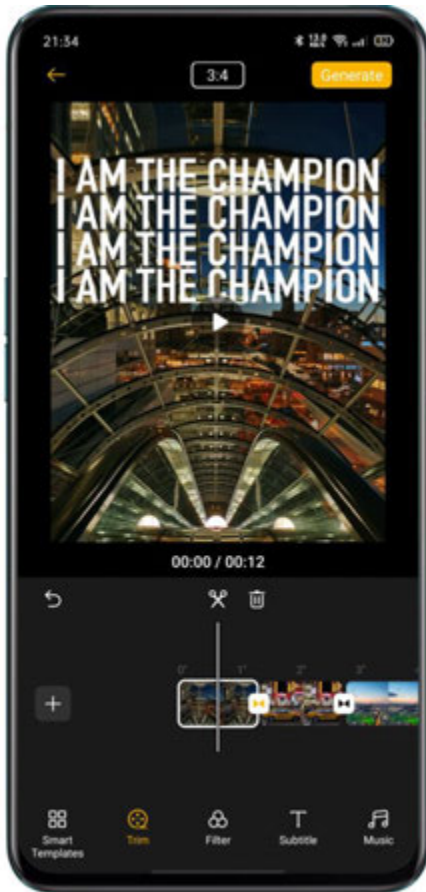 21:34
3:4
Generate
I AM THE CHAMPION
I AM THE CHAMPION
I AM THE CHAMPION
I AM THE CHAMPION
00:00 / 00:12
0" 1" 2" 3"
Smart Templates
Trim
Filter
Subtitle
Music